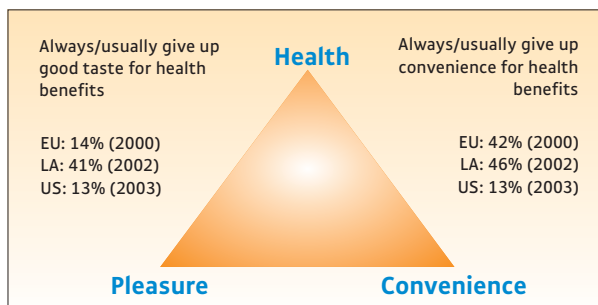 Always/usually give up
good taste for health
benefits
EU: 14% (2000)
LA: 41% (2002)
US: 13% (2003)
Health
Always/usually give up
convenience for health
benefits
EU: 42% (2000)
LA: 46% (2002)
US: 13% (2003)
Pleasure
Convenience